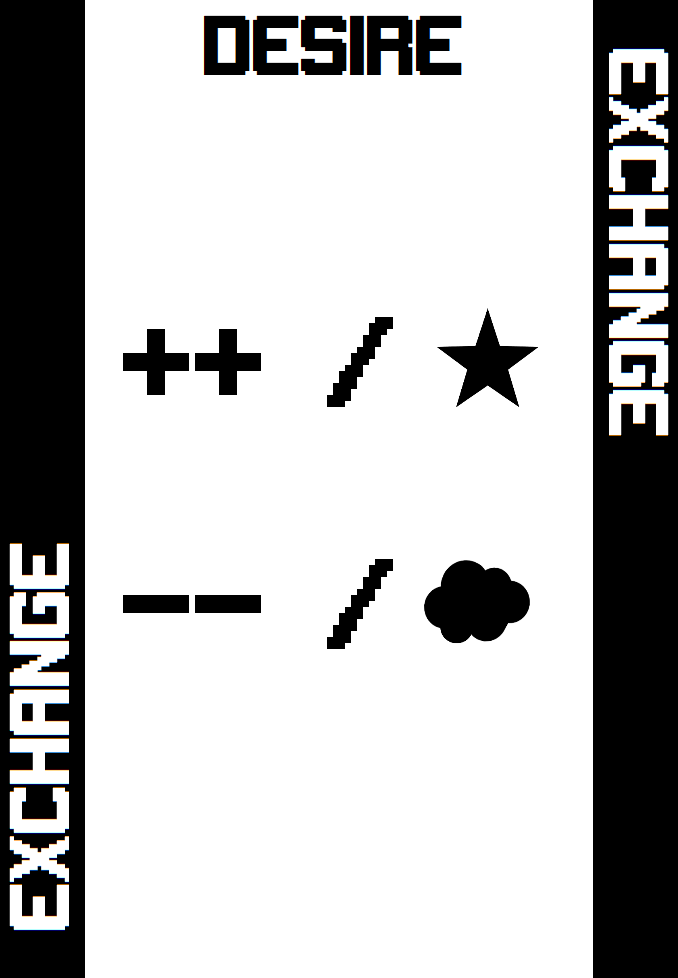 DESIRE
EXCHANGE
++ / ★
-- /
EXCHANGE